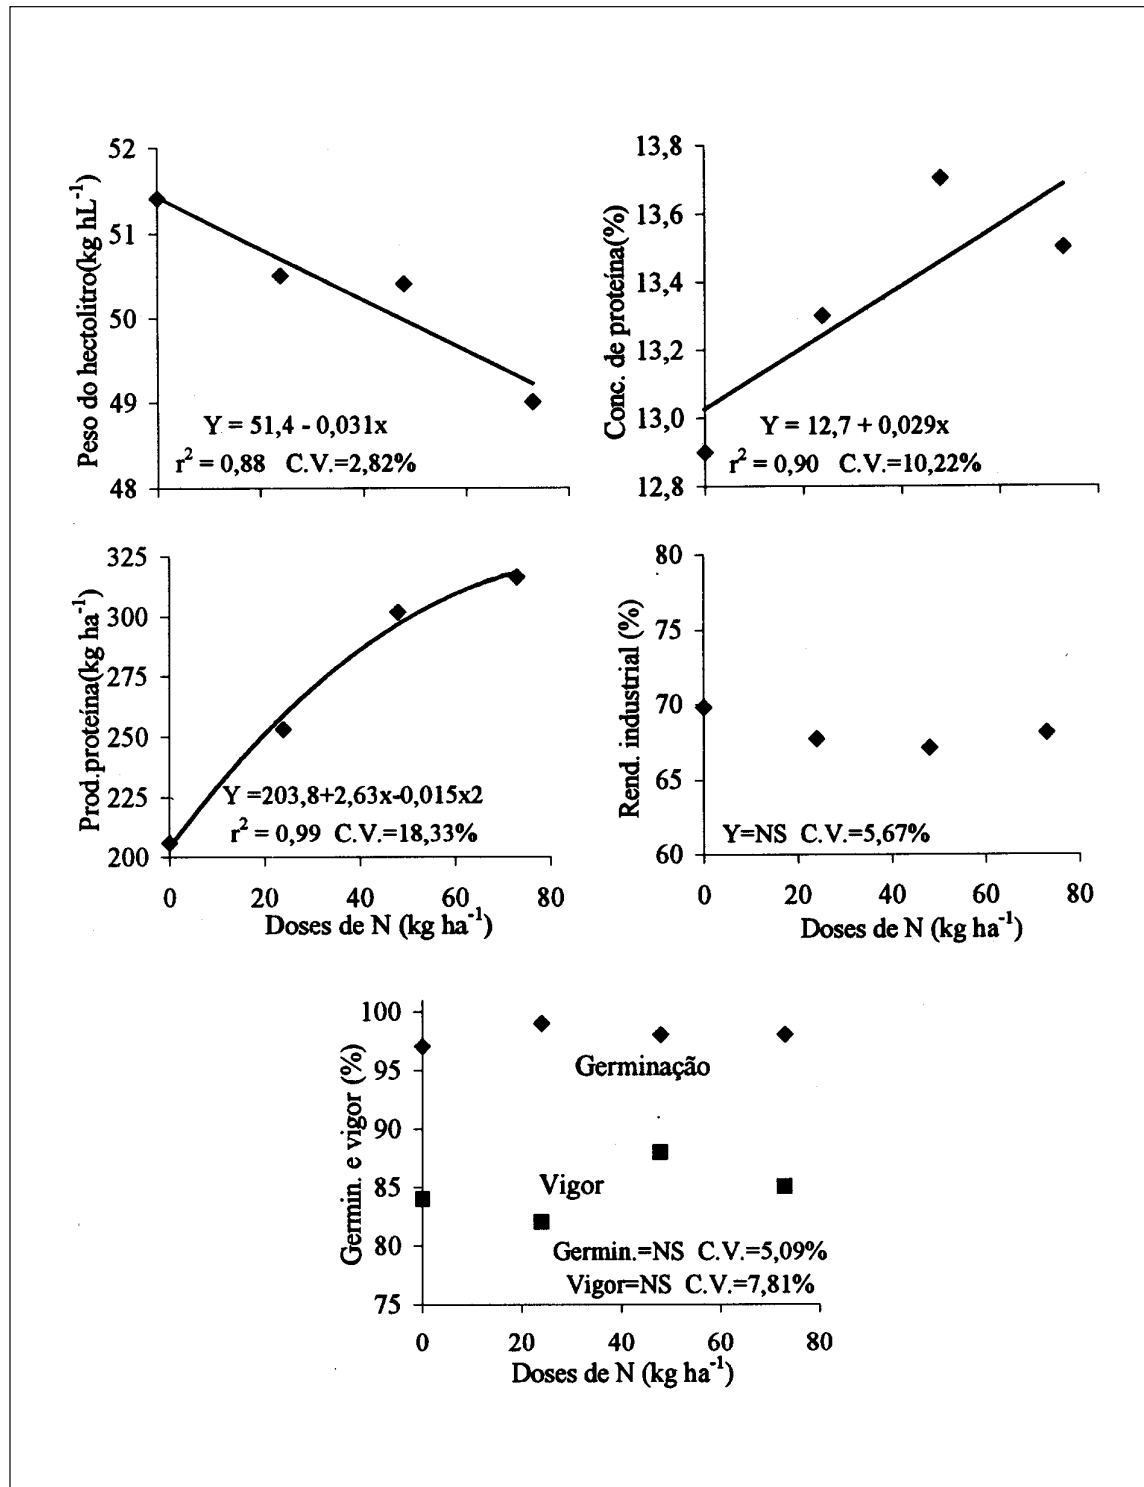 Peso do hectolitro(kg hL⁻¹)
52
51
50
49
48
Y = 51,4 - 0,031x
r² = 0,88 C.V.=2,82%
Conc. de proteína(%)
13,8
13,6
13,4
13,2
13,0
12,8
Y = 12,7 + 0,029x
r² = 0,90 C.V.=10,22%
Prod.proteína(kg ha⁻¹)
325
300
275
250
225
200
Y =203,8+2,63x-0,015x2
r² = 0,99 C.V.=18,33%
0 20 40 60 80
Doses de N (kg ha⁻¹)
Rend. industrial (%)
80
75
70
65
60
Y=NS C.V.=5,67%
0 20 40 60 80
Doses de N (kg ha⁻¹)
Germin. e vigor (%)
100
95
90
85
80
75
Germinação
Vigor
Germin.=NS C.V.=5,09%
Vigor=NS C.V.=7,81%
0 20 40 60 80
Doses de N (kg ha⁻¹)